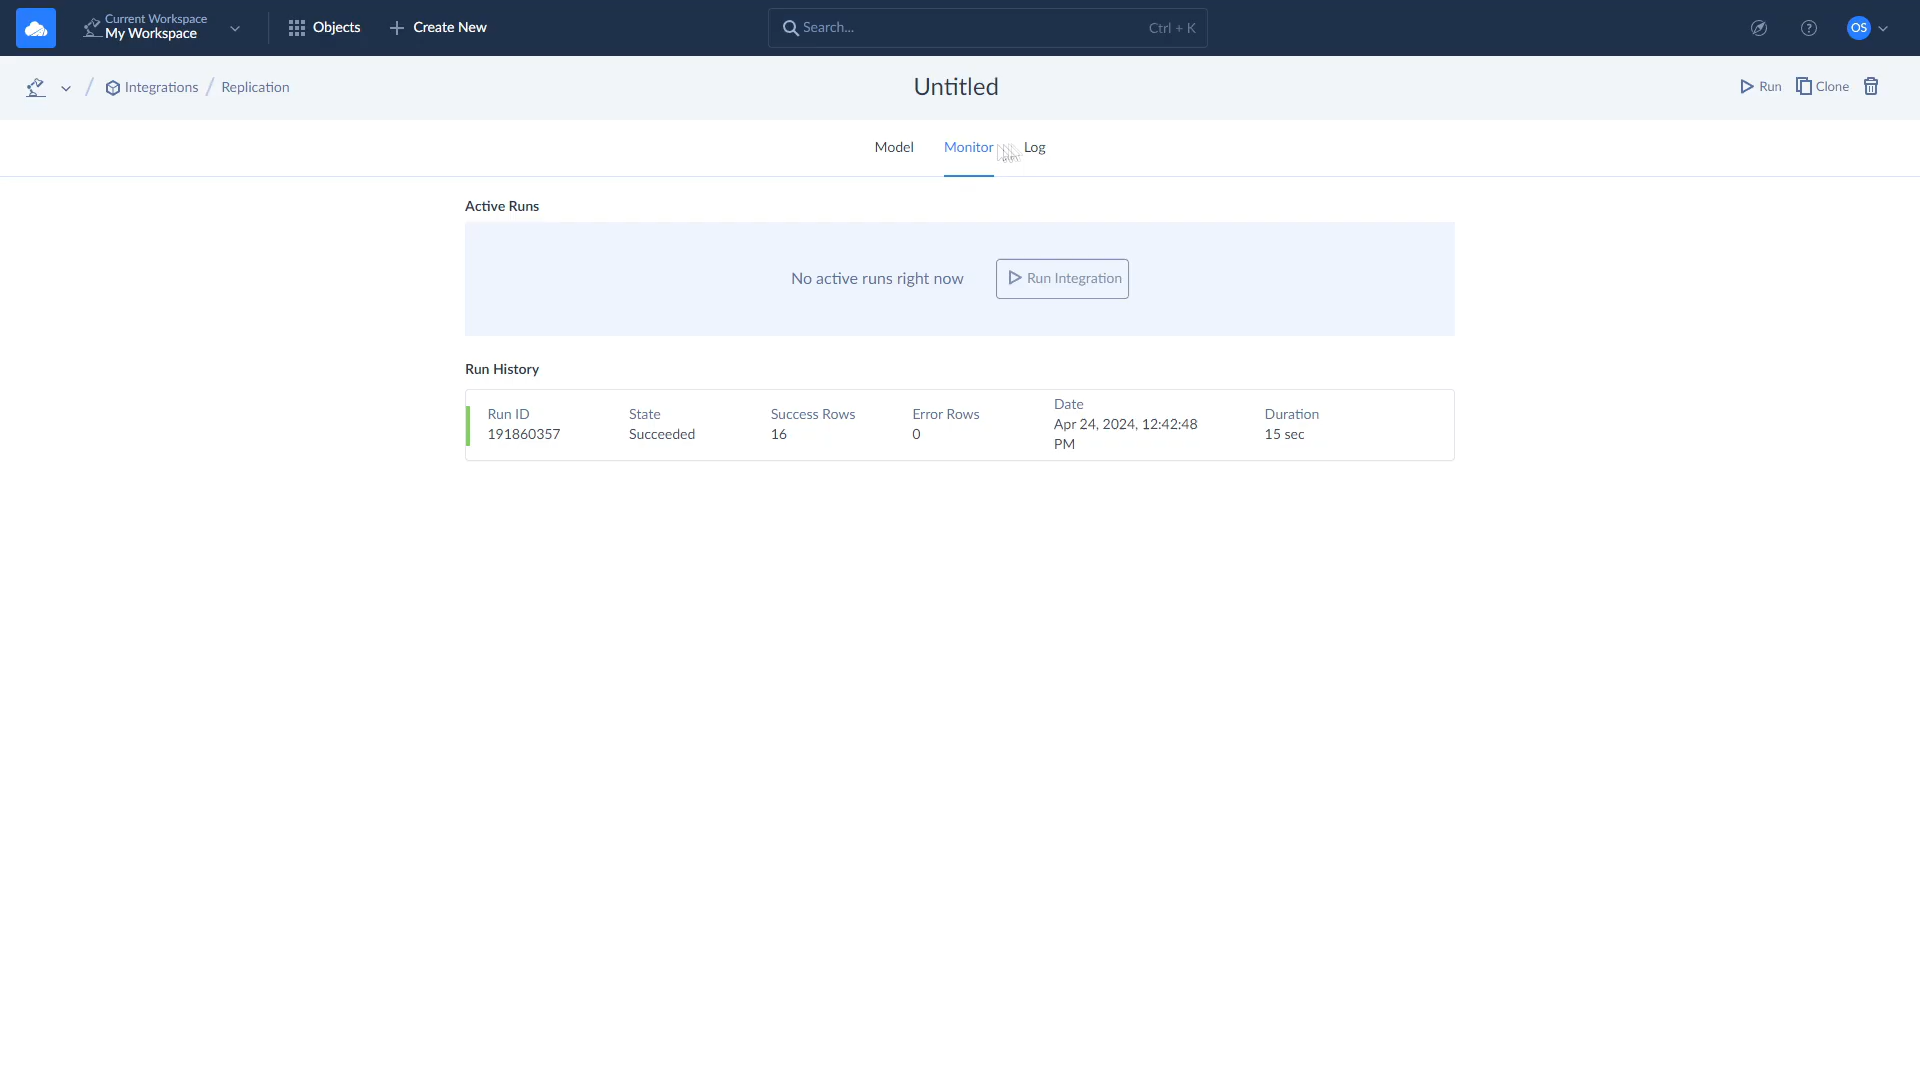 Current Workspace
My Workspace
Objects
Create New
Search...
Ctrl + K
OS
Integrations / Replication
Untitled
Run
Clone
Model
Monitor
Log
Active Runs
No active runs right now
Run Integration
Run History
Run ID
191860357
State
Succeeded
Success Rows
16
Error Rows
0
Date
Apr 24, 2024, 12:42:48
PM
Duration
15 sec